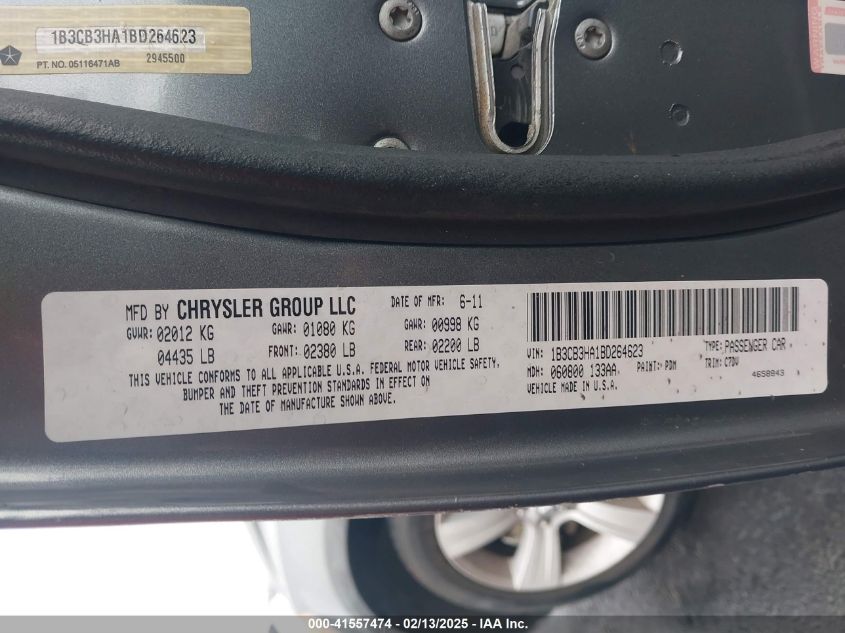 1B3CB3HA1BD264623
PT. NO. 05116471AB 2945500
MFD BY CHRYSLER GROUP LLC DATE OF MFR: 6-11
GVWR: 02012 KG GAWR: 01080 KG GAWR: 00998 KG
04435 LB FRONT: 02380 LB REAR: 02200 LB
THIS VEHICLE CONFORMS TO ALL APPLICABLE U.S.A. FEDERAL MOTOR VEHICLE SAFETY,
BUMPER AND THEFT PREVENTION STANDARDS IN EFFECT ON
THE DATE OF MANUFACTURE SHOWN ABOVE.
VIN: 1B3CB3HA1BD264623 TYPE: PASSENGER CAR
MDH: 060800 133AA PAINT: PDM TRIM: C7DV
VEHICLE MADE IN U.S.A. 4658843
000-41557474 - 02/13/2025 - IAA Inc.